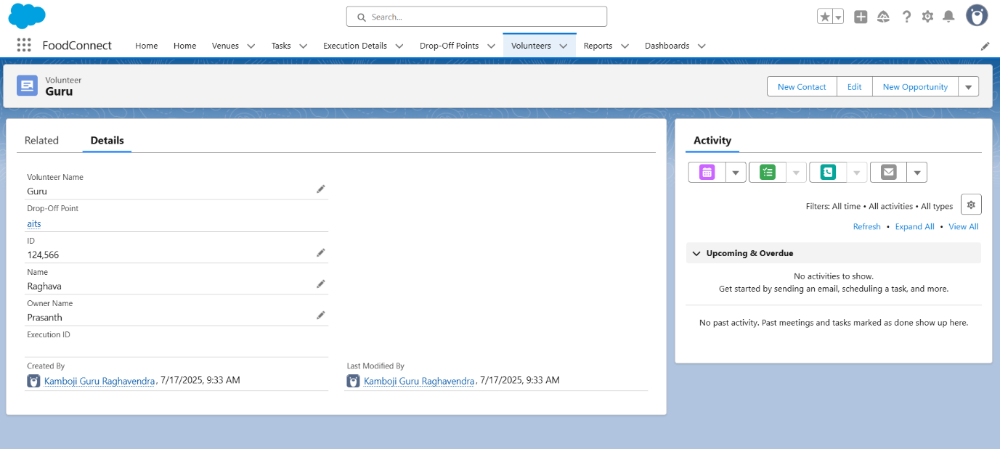 Search...
FoodConnect
Home
Home
Venues
Tasks
Execution Details
Drop-Off Points
Volunteers
Reports
Dashboards
Volunteer
Guru
New Contact
Edit
New Opportunity
Related
Details
Volunteer Name
Guru
Drop-Off Point
aits
ID
124,566
Name
Raghava
Owner Name
Prasanth
Execution ID
Created By
Kamboji Guru Raghavendra, 7/17/2025, 9:33 AM
Last Modified By
Kamboji Guru Raghavendra, 7/17/2025, 9:33 AM
Activity
Filters: All time • All activities • All types
Refresh • Expand All • View All
Upcoming & Overdue
No activities to show.
Get started by sending an email, scheduling a task, and more.
No past activity. Past meetings and tasks marked as done show up here.